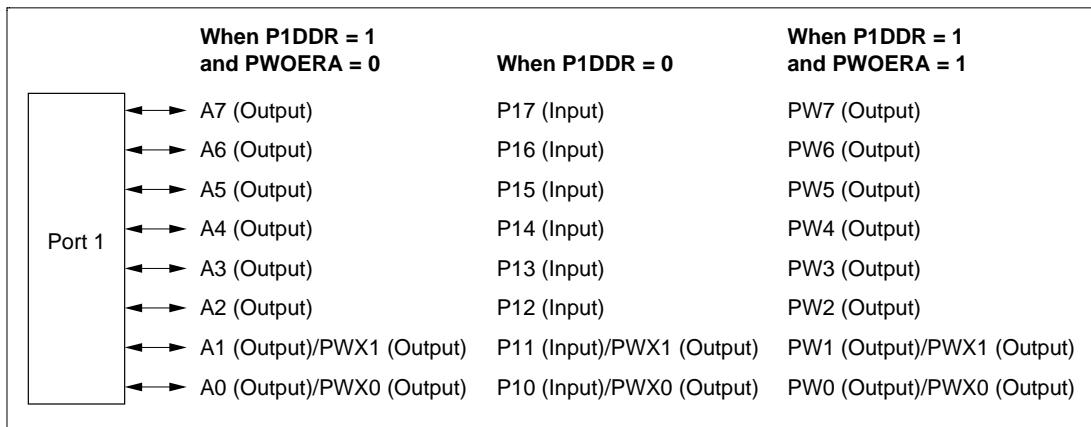 When P1DDR = 1 and PWOERA = 0
When P1DDR = 0
When P1DDR = 1 and PWOERA = 1
Port 1
A7 (Output) P17 (Input) PW7 (Output)
A6 (Output) P16 (Input) PW6 (Output)
A5 (Output) P15 (Input) PW5 (Output)
A4 (Output) P14 (Input) PW4 (Output)
A3 (Output) P13 (Input) PW3 (Output)
A2 (Output) P12 (Input) PW2 (Output)
A1 (Output)/PWX1 (Output) P11 (Input)/PWX1 (Output) PW1 (Output)/PWX1 (Output)
A0 (Output)/PWX0 (Output) P10 (Input)/PWX0 (Output) PW0 (Output)/PWX0 (Output)